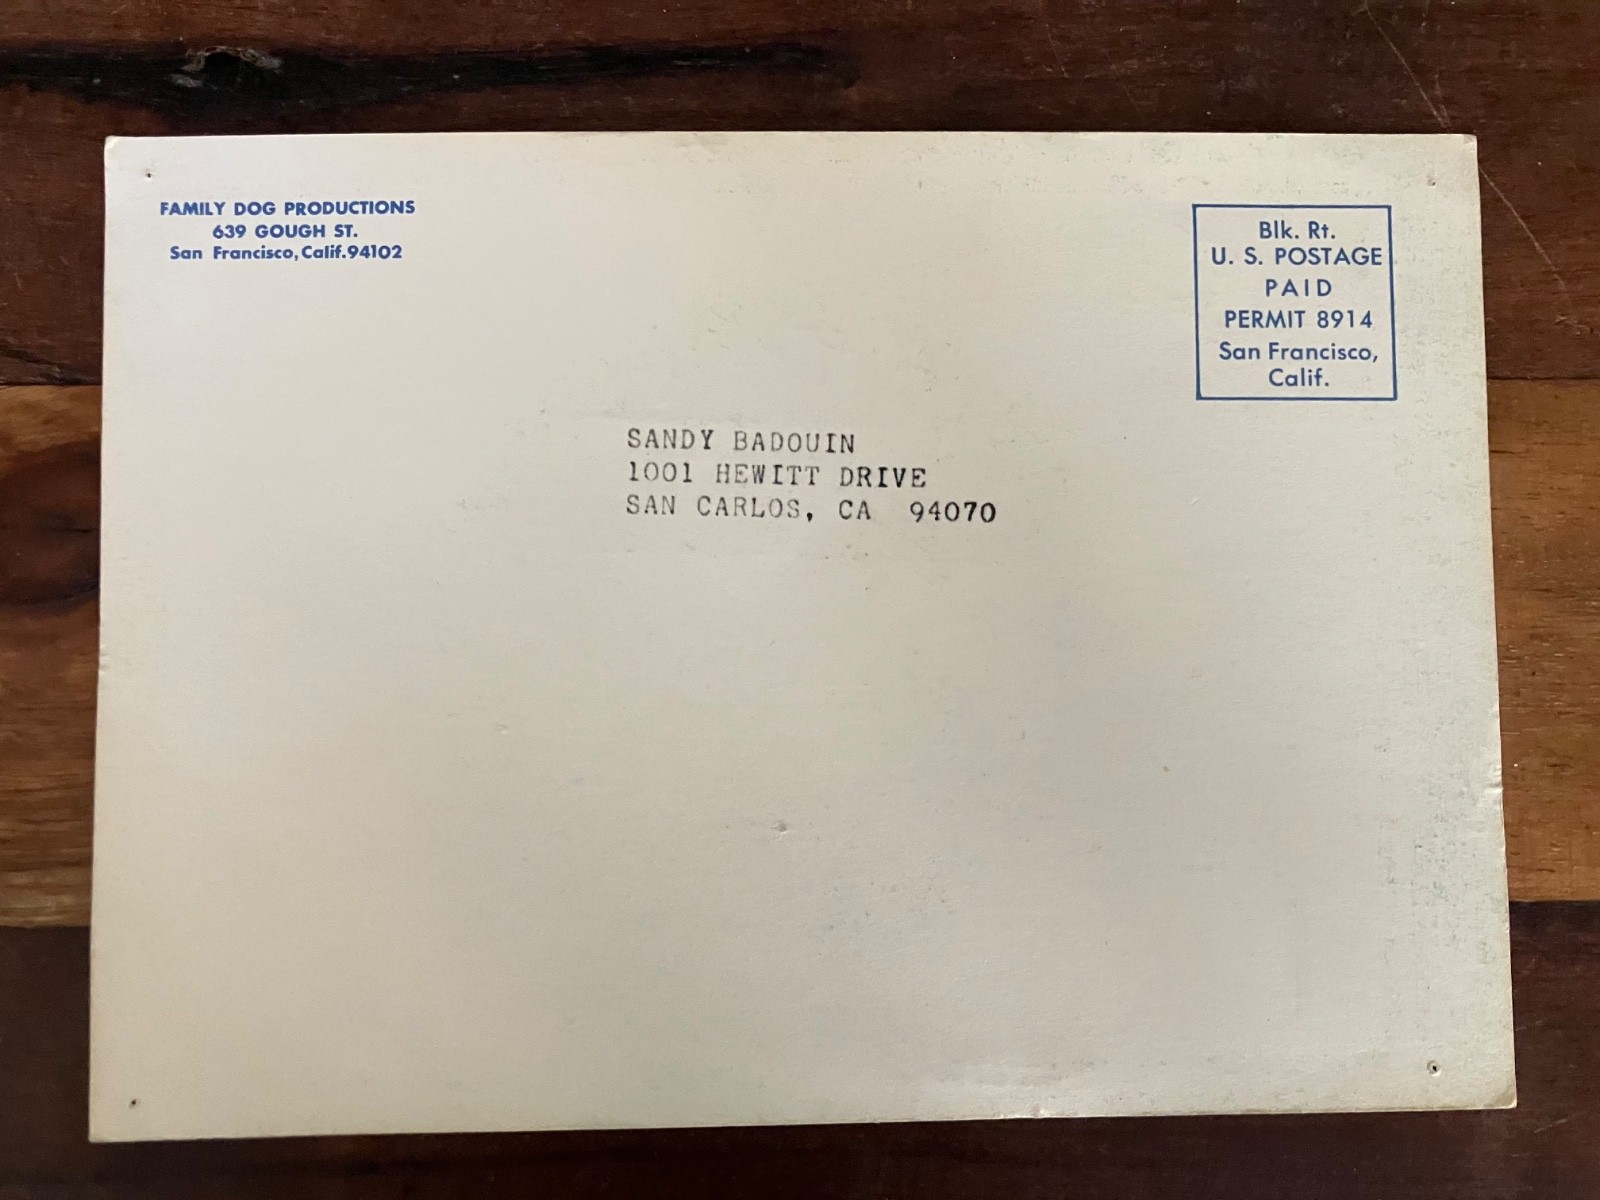 FAMILY DOG PRODUCTIONS
639 GOUGH ST.
San Francisco, Calif. 94102
Blk. Rt.
U. S. POSTAGE
PAID
PERMIT 8914
San Francisco,
Calif.
SANDY BADOUIN
1001 HEWITT DRIVE
SAN CARLOS, CA 94070